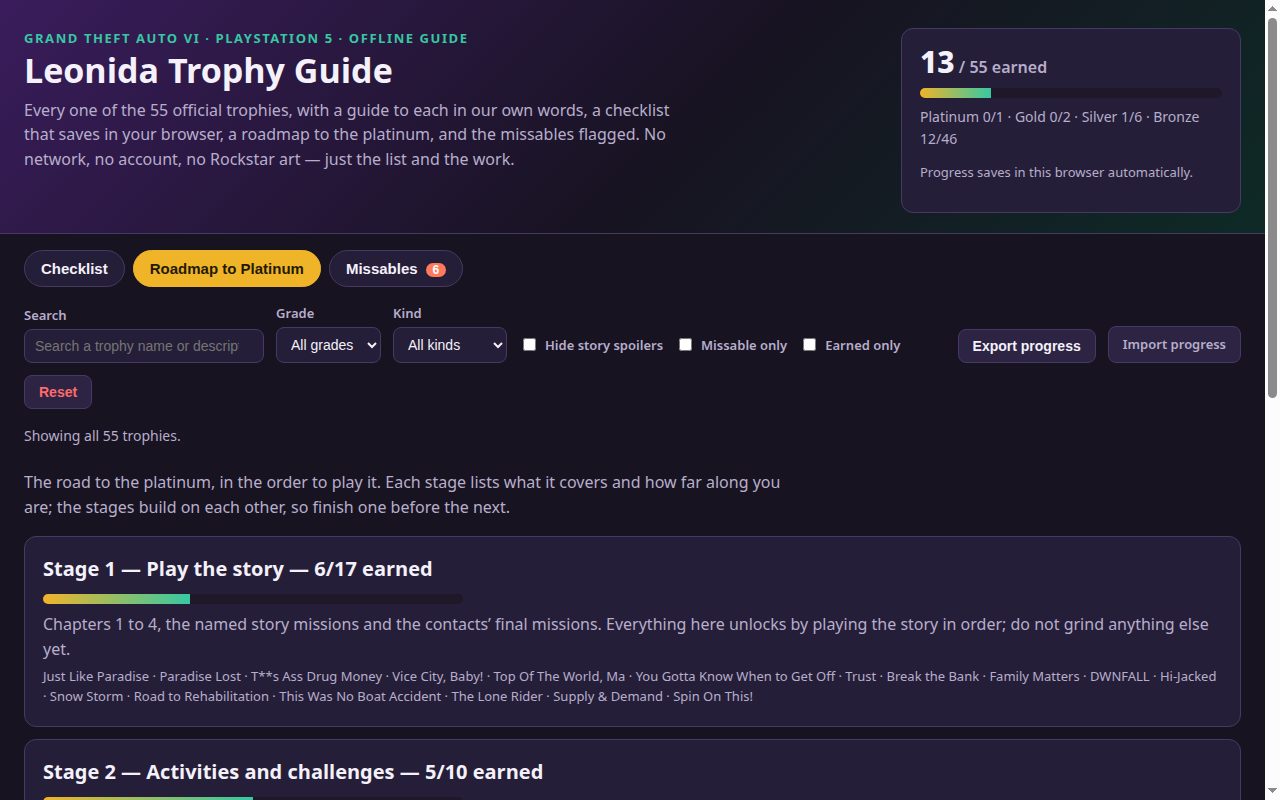 GRAND THEFT AUTO VI · PLAYSTATION 5 · OFFLINE GUIDE
Leonida Trophy Guide
Every one of the 55 official trophies, with a guide to each in our own words, a checklist
that saves in your browser, a roadmap to the platinum, and the missables flagged. No
network, no account, no Rockstar art — just the list and the work.
13 / 55 earned
Platinum 0/1 · Gold 0/2 · Silver 1/6 · Bronze
12/46
Progress saves in this browser automatically.
Checklist
Roadmap to Platinum
Missables 6
Search
Search a trophy name or descrip
Grade
All grades
Kind
All kinds
Hide story spoilers
Missable only
Earned only
Export progress
Import progress
Reset
Showing all 55 trophies.
The road to the platinum, in the order to play it. Each stage lists what it covers and how far along you
are; the stages build on each other, so finish one before the next.
Stage 1 — Play the story — 6/17 earned
Chapters 1 to 4, the named story missions and the contacts’ final missions. Everything here unlocks by playing the story in order; do not grind anything else
yet.
Just Like Paradise · Paradise Lost · T**s Ass Drug Money · Vice City, Baby! · Top Of The World, Ma · You Gotta Know When to Get Off · Trust · Break the Bank · Family Matters · DWNFALL · Hi-Jacked
· Snow Storm · Road to Rehabilitation · This Was No Boat Accident · The Lone Rider · Supply & Demand · Spin On This!
Stage 2 — Activities and challenges — 5/10 earned